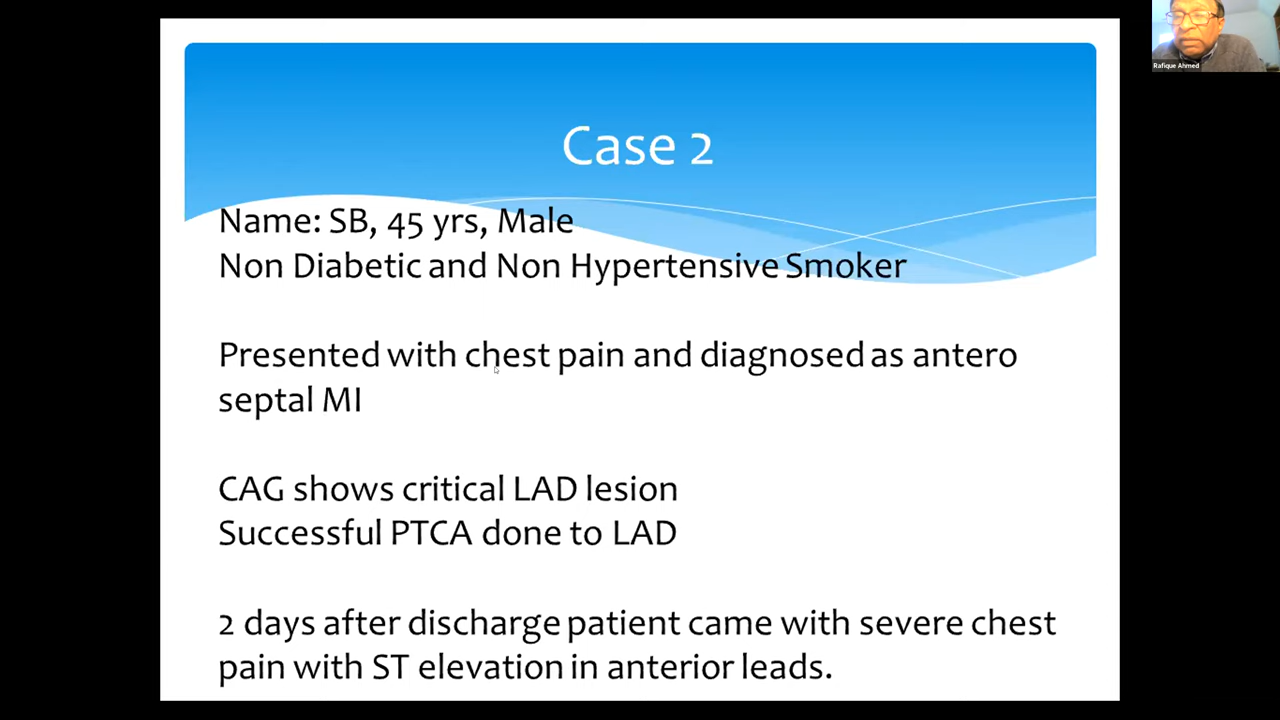 Case 2
Name: SB, 45 yrs, Male
Non Diabetic and Non Hypertensive Smoker
Presented with chest pain and diagnosed as antero
septal MI
CAG shows critical LAD lesion
Successful PTCA done to LAD
2 days after discharge patient came with severe chest
pain with ST elevation in anterior leads.
Rafique Ahmed